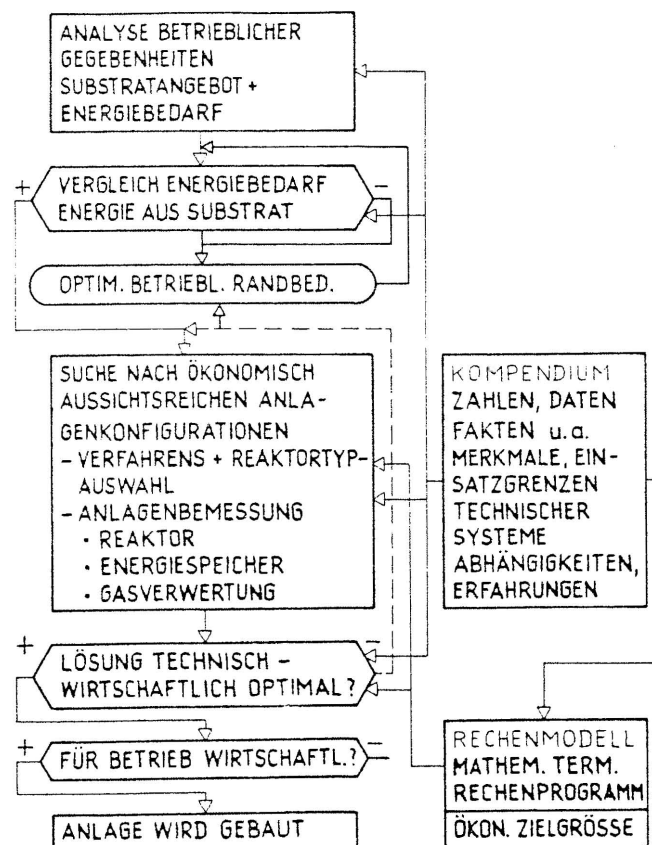 ANALYSE BETRIEBLICHER
GEGEBENHEITEN
SUBSTRATANGEBOT +
ENERGIEBEDARF
+
VERGLEICH ENERGIEBEDARF
ENERGIE AUS SUBSTRAT
–
OPTIM. BETRIEBL. RANDBED.
SUCHE NACH ÖKONOMISCH
AUSSICHTSREICHEN ANLA-
GENKONFIGURATIONEN
– VERFAHRENS + REAKTORTYP-
AUSWAHL
– ANLAGENBEMESSUNG
• REAKTOR
• ENERGIESPEICHER
• GASVERWERTUNG
+
LÖSUNG TECHNISCH –
WIRTSCHAFTLICH OPTIMAL?
–
+
FÜR BETRIEB WIRTSCHAFTL.?
–
ANLAGE WIRD GEBAUT
KOMPENDIUM
ZAHLEN, DATEN
FAKTEN u.a.
MERKMALE, EIN-
SATZGRENZEN
TECHNISCHER
SYSTEME
ABHÄNGIGKEITEN,
ERFAHRUNGEN
RECHENMODELL
MATHEM. TERM.
RECHENPROGRAMM
ÖKON. ZIELGRÖSSE